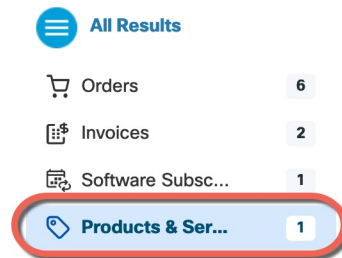 All Results
Orders 6
Invoices 2
Software Subsc... 1
Products & Ser... 1